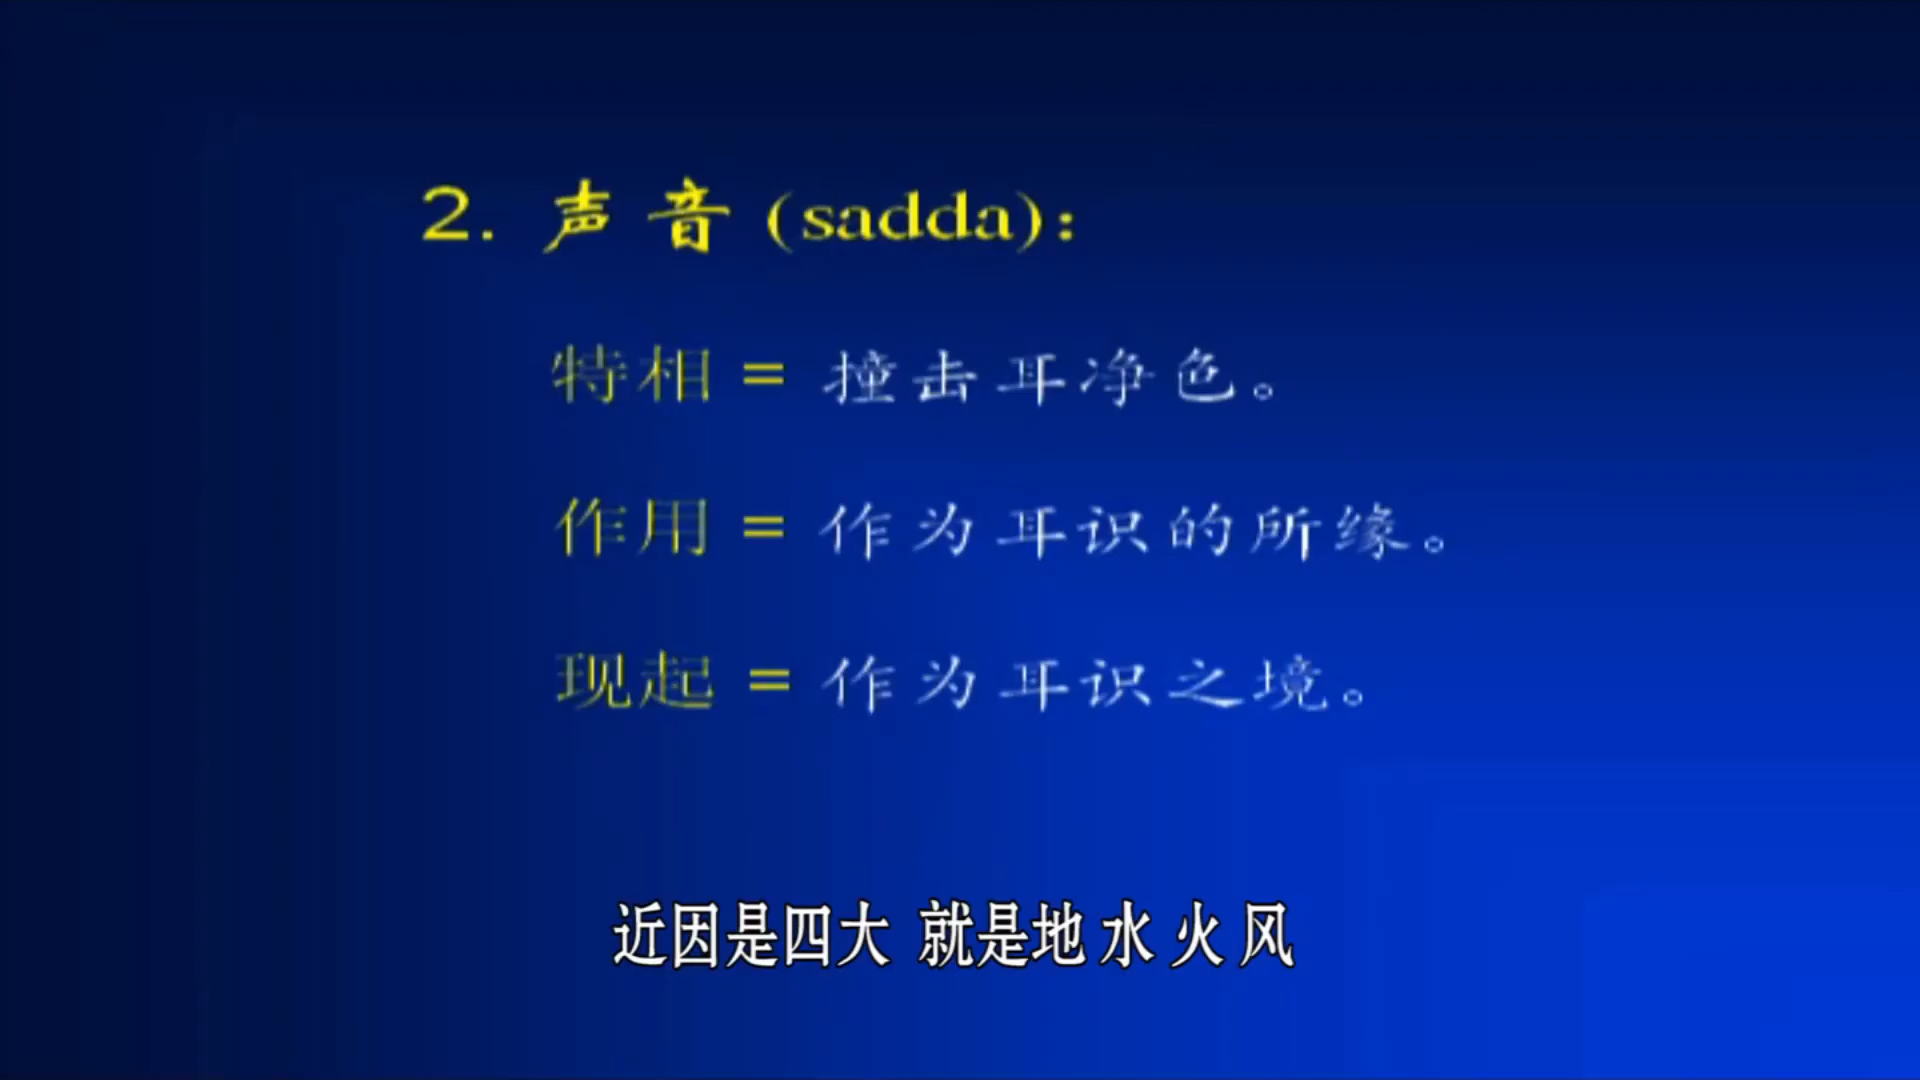 2. 声音 (sadda):
特相 = 撞击耳净色。
作用 = 作为耳识的所缘。
现起 = 作为耳识之境。
近因是四大 就是地 水 火 风